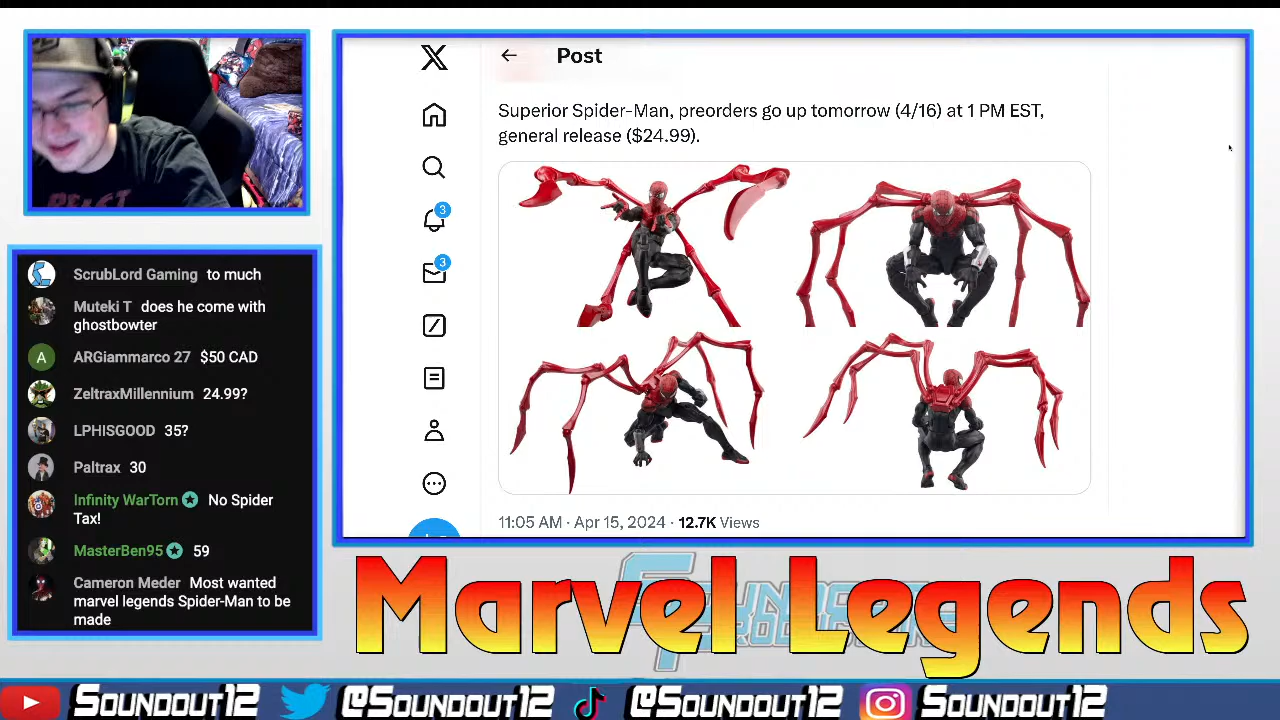 Post
Superior Spider-Man, preorders go up tomorrow (4/16) at 1 PM EST,
general release ($24.99).
3
3
11:05 AM · Apr 15, 2024 · 12.7K Views
ScrubLord Gaming to much
Muteki T does he come with
ghostbowter
A ARGiammarco 27 $50 CAD
ZeltraxMillennium 24.99?
LPHISGOOD 35?
Paltrax 30
Infinity WarTorn No Spider
Tax!
MasterBen95 59
Cameron Meder Most wanted
marvel legends Spider-Man to be
made
Marvel Legends
Soundout12 @Soundout12 @Soundout12 Soundout12